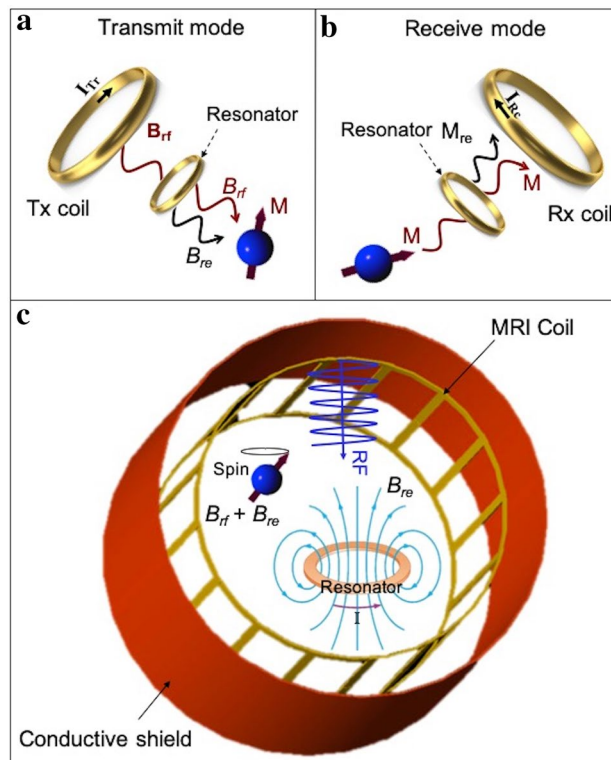 a
Transmit mode
I_Tr
B_rf
Resonator
B_rf
M
Tx coil
B_re
b
Receive mode
Resonator
M_re
I_Rc
M
Rx coil
M
c
MRI Coil
RF
Spin
B_re
B_rf + B_re
Resonator
I
Conductive shield